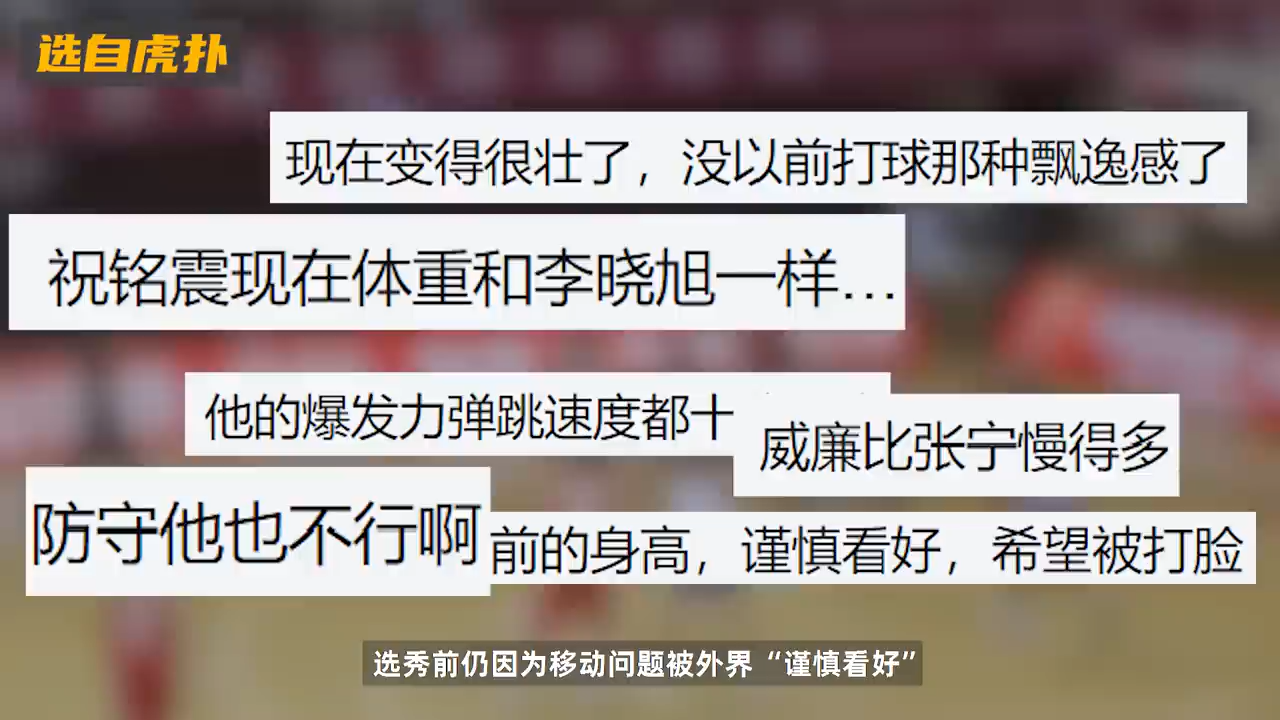 选自虎扑
现在变得很壮了，没以前打球那种飘逸感了
祝铭震现在体重和李晓旭一样...
他的爆发力弹跳速度都十
威廉比张宁慢得多
防守他也不行啊
前的身高，谨慎看好，希望被打脸
选秀前仍因为移动问题被外界“谨慎看好”